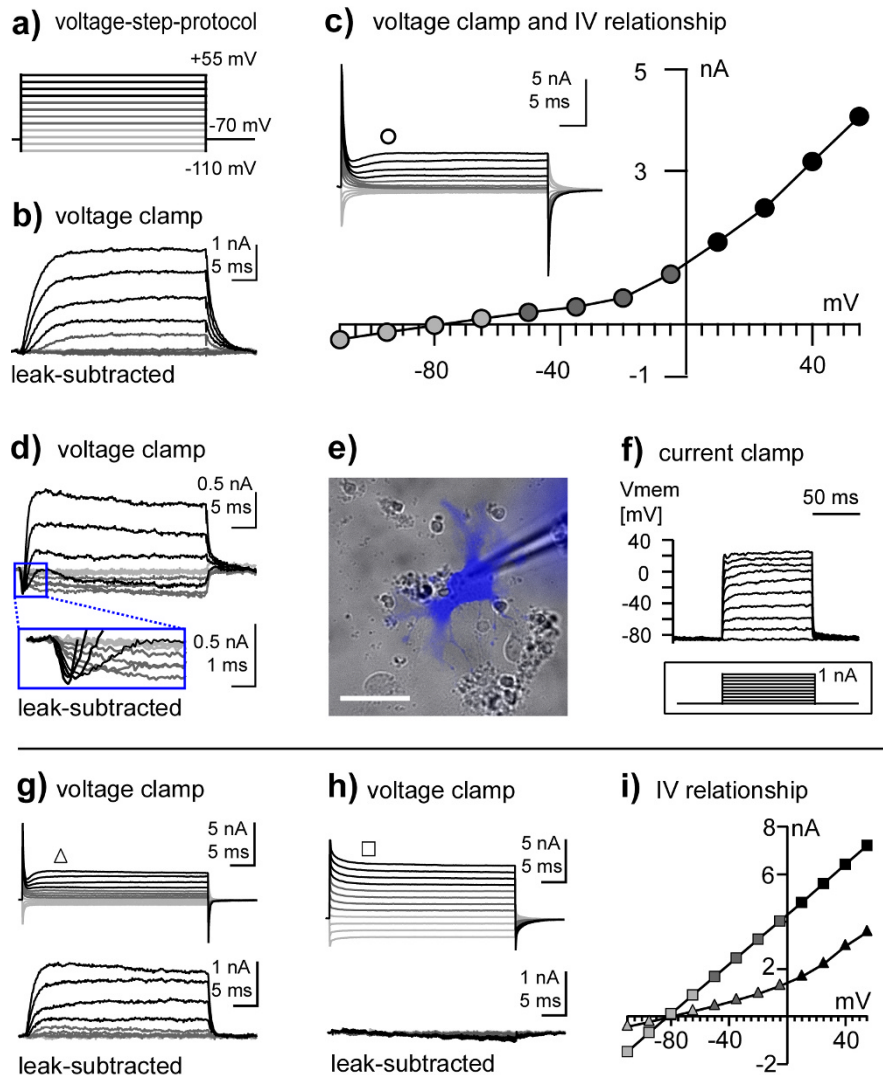 a) voltage-step-protocol
+55 mV
-70 mV
-110 mV
b) voltage clamp
1 nA
5 ms
leak-subtracted
c) voltage clamp and IV relationship
5 nA
5 ms
5
nA
3
mV
-80
-40
-1
40
d) voltage clamp
0.5 nA
5 ms
0.5 nA
1 ms
leak-subtracted
e)
f) current clamp
Vmem
[mV]
50 ms
40
0
-40
-80
1 nA
g) voltage clamp
5 nA
5 ms
1 nA
5 ms
leak-subtracted
h) voltage clamp
5 nA
5 ms
1 nA
5 ms
leak-subtracted
i) IV relationship
8
nA
6
2
mV
-80
-40
40
-2